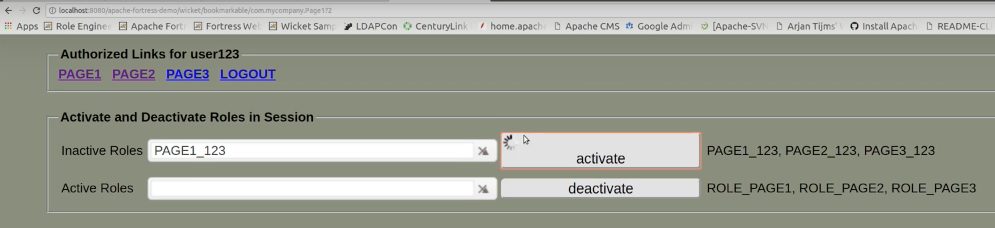 localhost:8080/apache-fortress-demo/wicket/bookmarkable/com.mycompany.Page1?2
Apps Role Engine Apache Fort Fortress Web Wicket Samp LDAPCon CenturyLink home.apache Apache CMS Google Adm [Apache-SVN Arjan Tijms' Install Apach README-CL
Authorized Links for user123
PAGE1 PAGE2 PAGE3 LOGOUT
Activate and Deactivate Roles in Session
Inactive Roles PAGE1_123 activate PAGE1_123, PAGE2_123, PAGE3_123
Active Roles deactivate ROLE_PAGE1, ROLE_PAGE2, ROLE_PAGE3